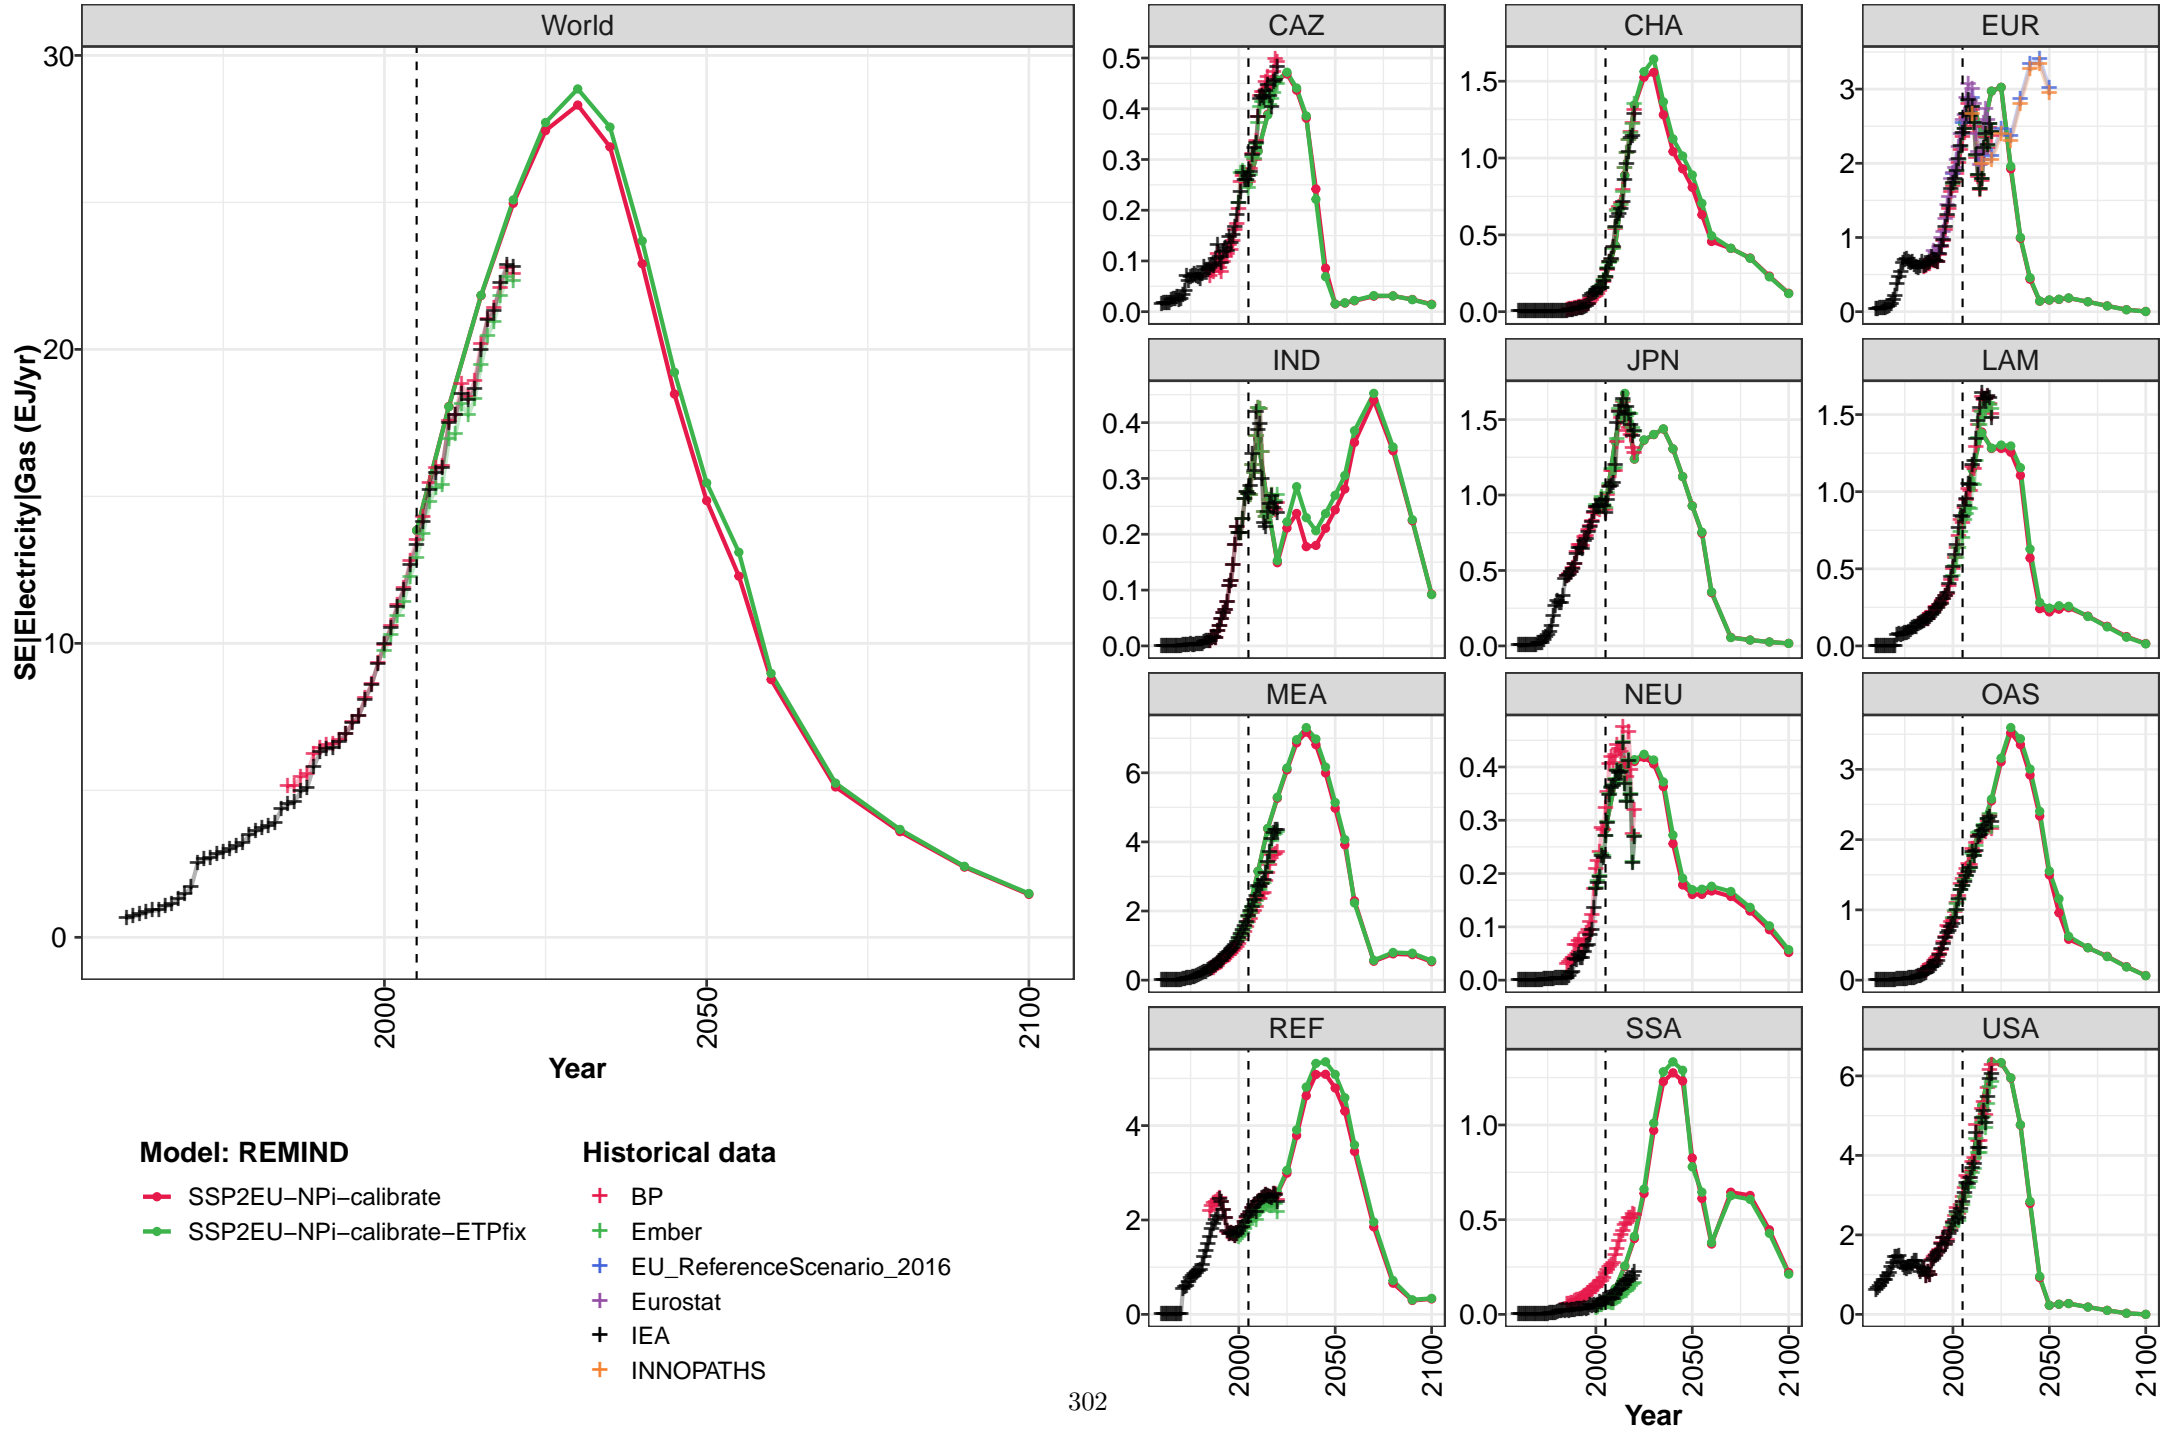 World
SE|Electricity|Gas (EJ/yr)
30
20
10
0
2000
2050
2100
Year
CAZ
0.5
0.4
0.3
0.2
0.1
0.0
CHA
1.5
1.0
0.5
0.0
EUR
3
2
1
0
IND
0.4
0.3
0.2
0.1
0.0
JPN
1.5
1.0
0.5
0.0
LAM
1.5
1.0
0.5
0.0
MEA
6
4
2
0
NEU
0.4
0.3
0.2
0.1
0.0
OAS
3
2
1
0
REF
4
2
0
2000
2050
2100
SSA
1.0
0.5
0.0
2000
2050
2100
USA
6
4
2
0
2000
2050
2100
Year
Model: REMIND
SSP2EU−NPi−calibrate
SSP2EU−NPi−calibrate−ETPfix
Historical data
BP
Ember
EU_ReferenceScenario_2016
Eurostat
IEA
INNOPATHS
302